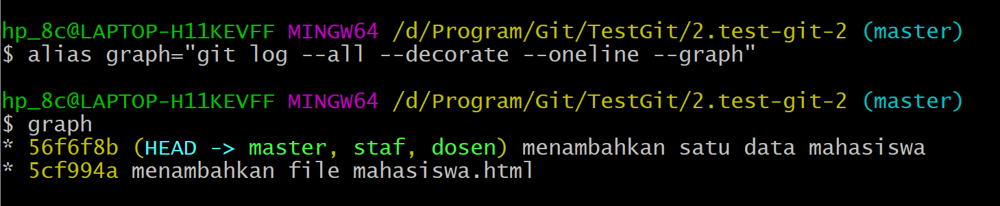 hp_8c@LAPTOP-H11KEVFF MINGW64 /d/Program/Git/TestGit/2.test-git-2 (master)
$ alias graph="git log --all --decorate --oneline --graph"
hp_8c@LAPTOP-H11KEVFF MINGW64 /d/Program/Git/TestGit/2.test-git-2 (master)
$ graph
* 56f6f8b (HEAD -> master, staf, dosen) menambahkan satu data mahasiswa
* 5cf994a menambahkan file mahasiswa.html